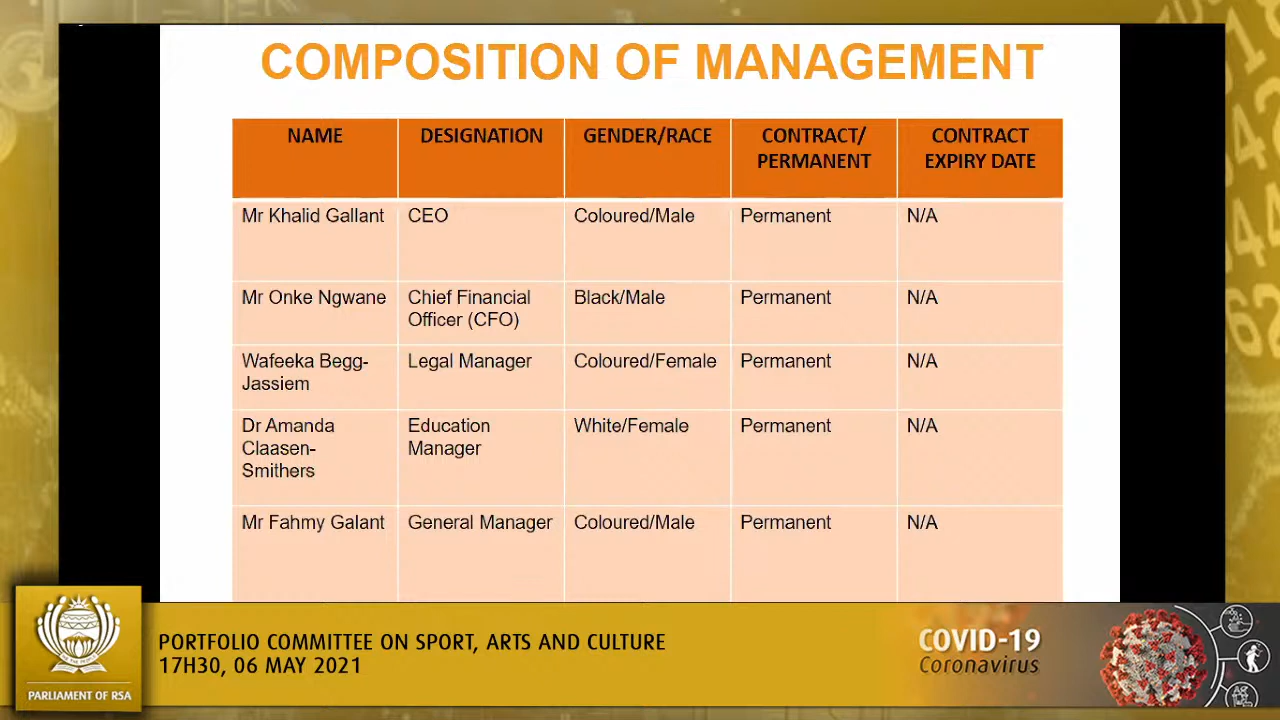 COMPOSITION OF MANAGEMENT
NAME
DESIGNATION
GENDER/RACE
CONTRACT/
PERMANENT
CONTRACT
EXPIRY DATE
Mr Khalid Gallant
CEO
Coloured/Male
Permanent
N/A
Mr Onke Ngwane
Chief Financial
Officer (CFO)
Black/Male
Permanent
N/A
Wafeeka Begg-
Jassiem
Legal Manager
Coloured/Female
Permanent
N/A
Dr Amanda
Claasen-
Smithers
Education
Manager
White/Female
Permanent
N/A
Mr Fahmy Galant
General Manager
Coloured/Male
Permanent
N/A
PORTFOLIO COMMITTEE ON SPORT, ARTS AND CULTURE
17H30, 06 MAY 2021
PARLIAMENT OF RSA
COVID-19
Coronavirus